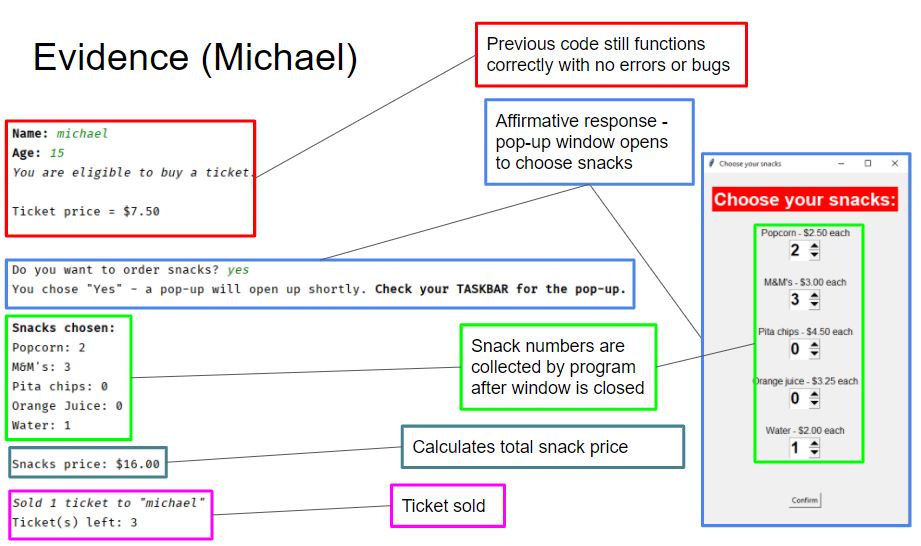 Evidence (Michael)
Previous code still functions
correctly with no errors or bugs
Affirmative response -
pop-up window opens
to choose snacks
Name: michael
Age: 15
You are eligible to buy a ticket.
Ticket price = $7.50
Do you want to order snacks? yes
You chose "Yes" - a pop-up will open up shortly. Check your TASKBAR for the pop-up.
Snacks chosen:
Popcorn: 2
M&M's: 3
Pita chips: 0
Orange Juice: 0
Water: 1
Snack numbers are
collected by program
after window is closed
Snacks price: $16.00
Calculates total snack price
Sold 1 ticket to "michael"
Ticket(s) left: 3
Ticket sold
Choose your snacks
Choose your snacks:
Popcorn - $2.50 each
2
M&M's - $3.00 each
3
Pita chips - $4.50 each
0
Orange juice - $3.25 each
0
Water - $2.00 each
1
Confirm